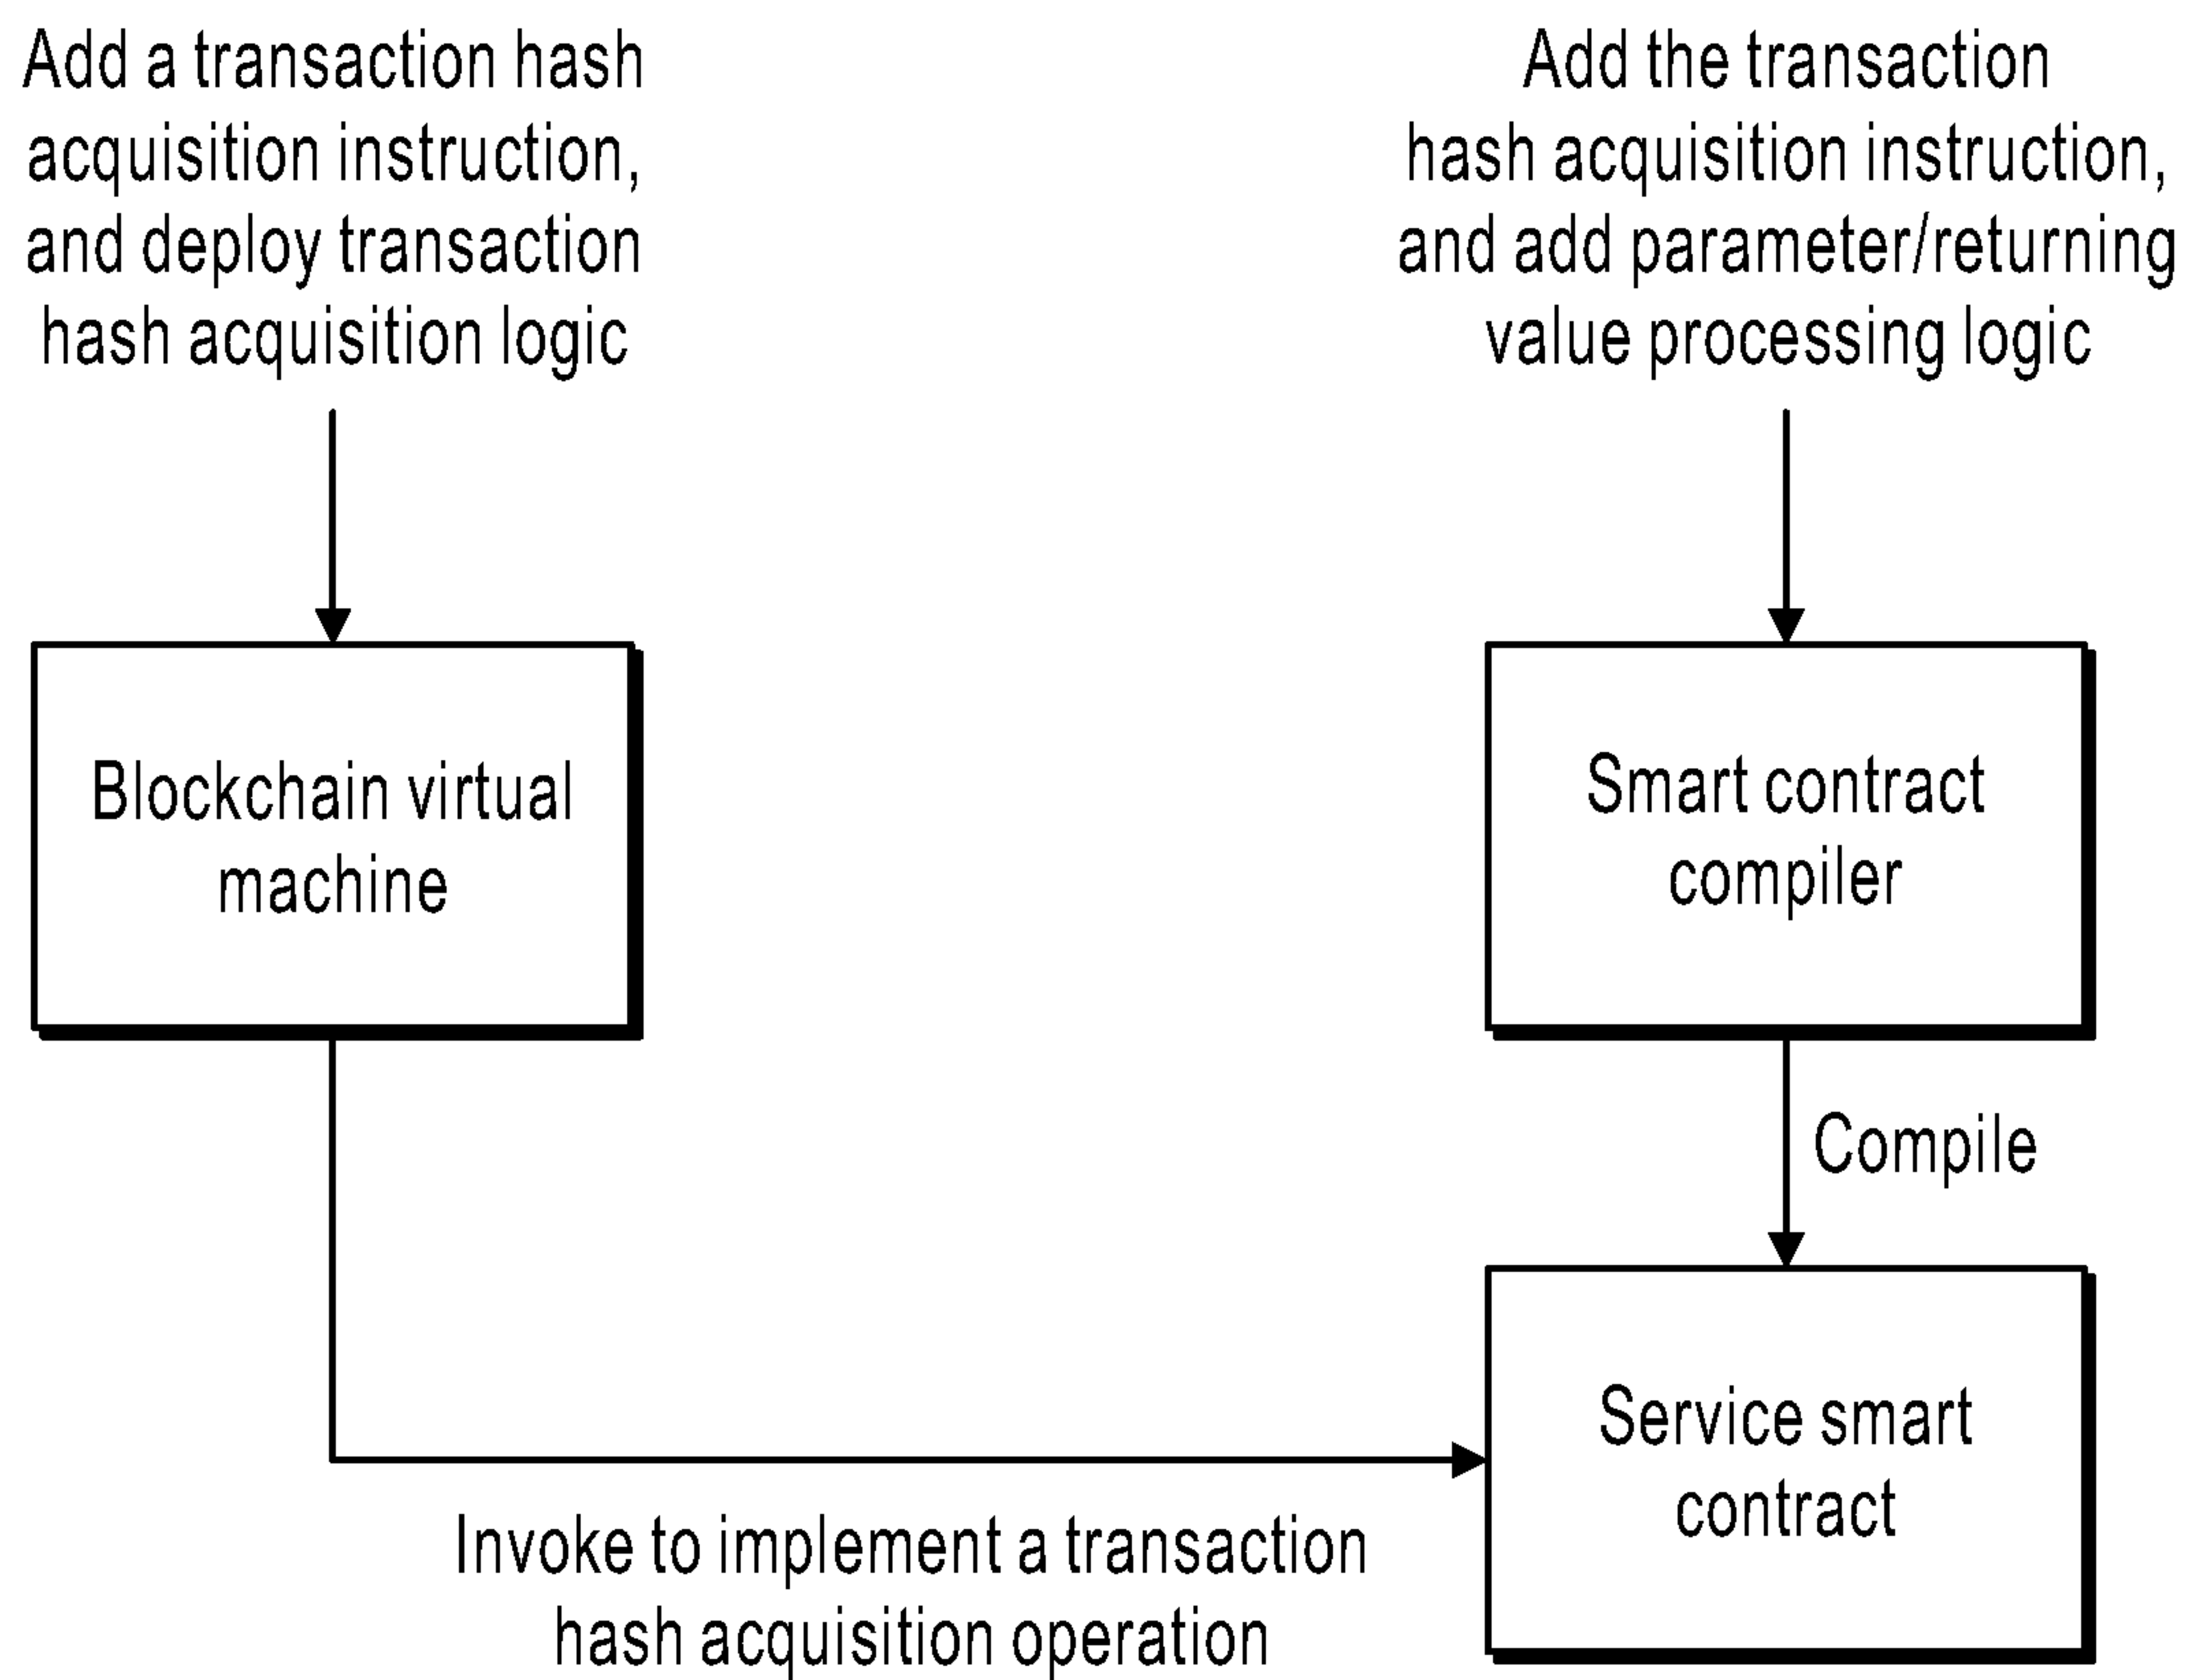 Add a transaction hash
acquisition instruction,
and deploy transaction
hash acquisition logic
Add the transaction
hash acquisition instruction,
and add parameter/returning
value processing logic
Blockchain virtual
machine
Smart contract
compiler
Compile
Service smart
contract
Invoke to implement a transaction
hash acquisition operation